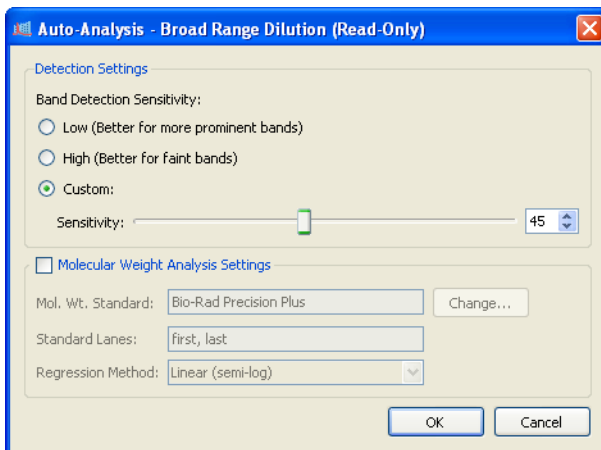 Auto-Analysis - Broad Range Dilution (Read-Only)
Detection Settings
Band Detection Sensitivity:
Low (Better for more prominent bands)
High (Better for faint bands)
Custom:
Sensitivity: 45
Molecular Weight Analysis Settings
Mol. Wt. Standard: Bio-Rad Precision Plus Change...
Standard Lanes: first, last
Regression Method: Linear (semi-log)
OK Cancel